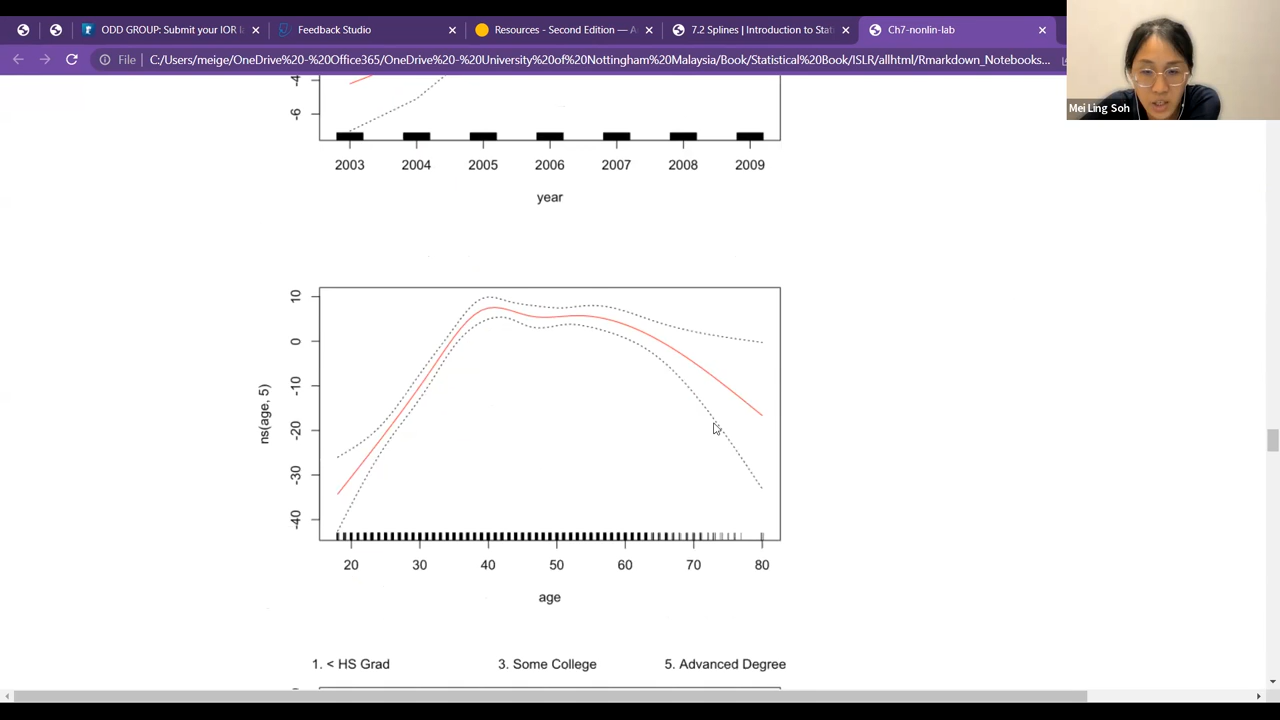 ODD GROUP: Submit your IOR l
Feedback Studio
Resources - Second Edition — A
7.2 Splines | Introduction to Stat
Ch7-nonlin-lab
File
C:/Users/meige/OneDrive%20-%20Office365/OneDrive%20-%20University%20of%20Nottingham%20Malaysia/Book/Statistical%20Book/ISLR/allhtml/Rmarkdown_Notebooks...
Mei Ling Soh
-4
-6
2003 2004 2005 2006 2007 2008 2009
year
10
0
-10
-20
-30
-40
ns(age, 5)
20 30 40 50 60 70 80
age
1. < HS Grad 3. Some College 5. Advanced Degree